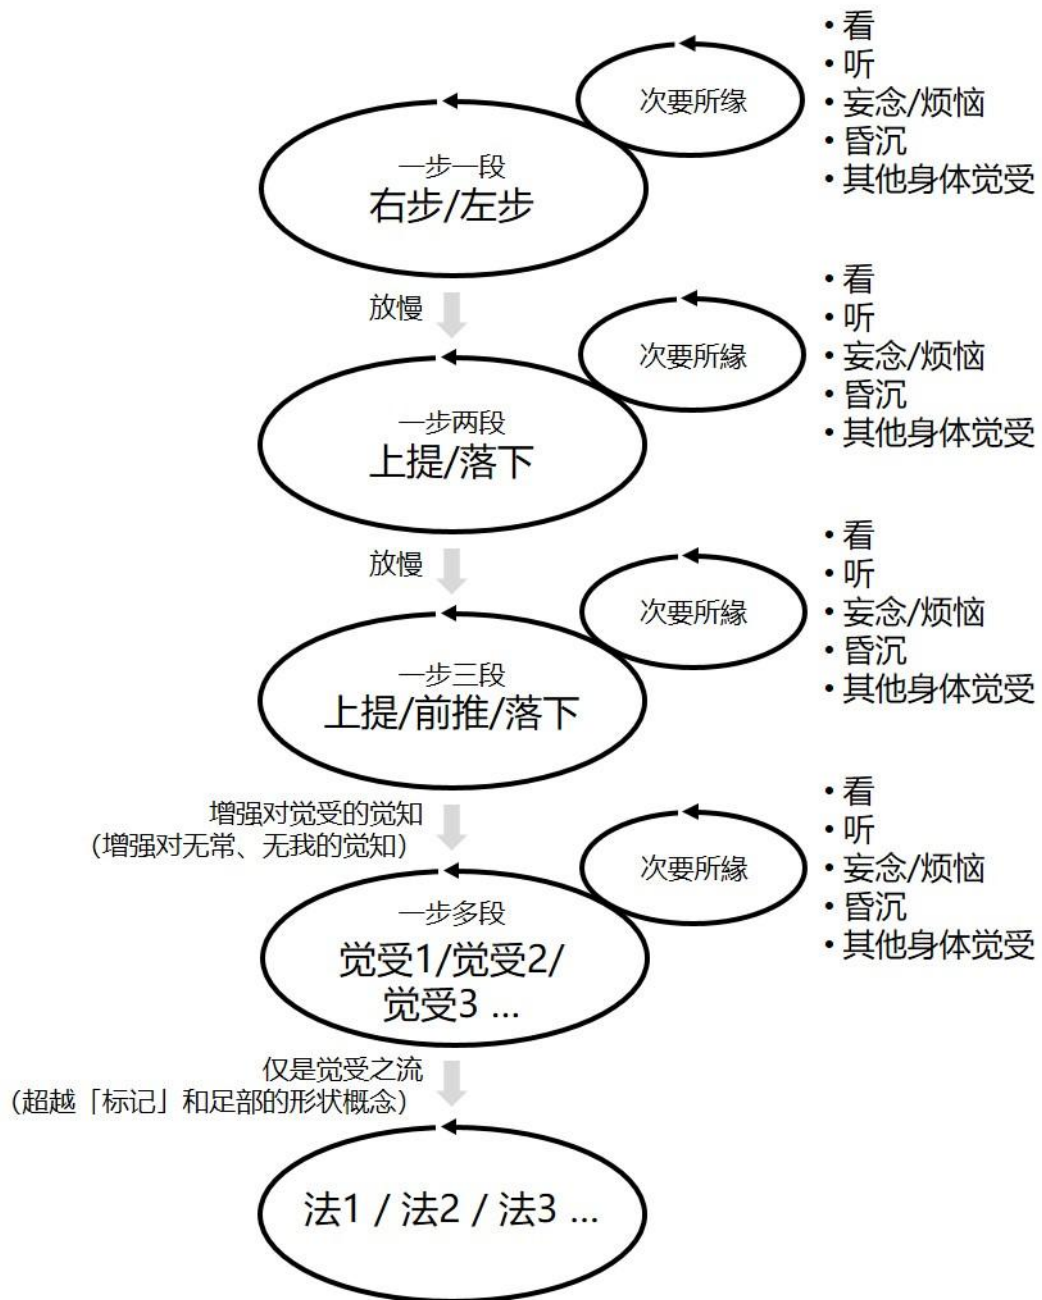 次要所缘
• 看
• 听
• 妄念/烦恼
• 昏沉
• 其他身体觉受
一步一段
右步/左步
放慢
次要所緣
• 看
• 听
• 妄念/烦恼
• 昏沉
• 其他身体觉受
一步两段
上提/落下
放慢
次要所緣
• 看
• 听
• 妄念/烦恼
• 昏沉
• 其他身体觉受
一步三段
上提/前推/落下
增强对觉受的觉知
（增强对无常、无我的觉知）
次要所緣
• 看
• 听
• 妄念/烦恼
• 昏沉
• 其他身体觉受
一步多段
觉受1/觉受2/
觉受3 ...
仅是觉受之流
（超越「标记」和足部的形状概念）
法1 / 法2 / 法3 ...